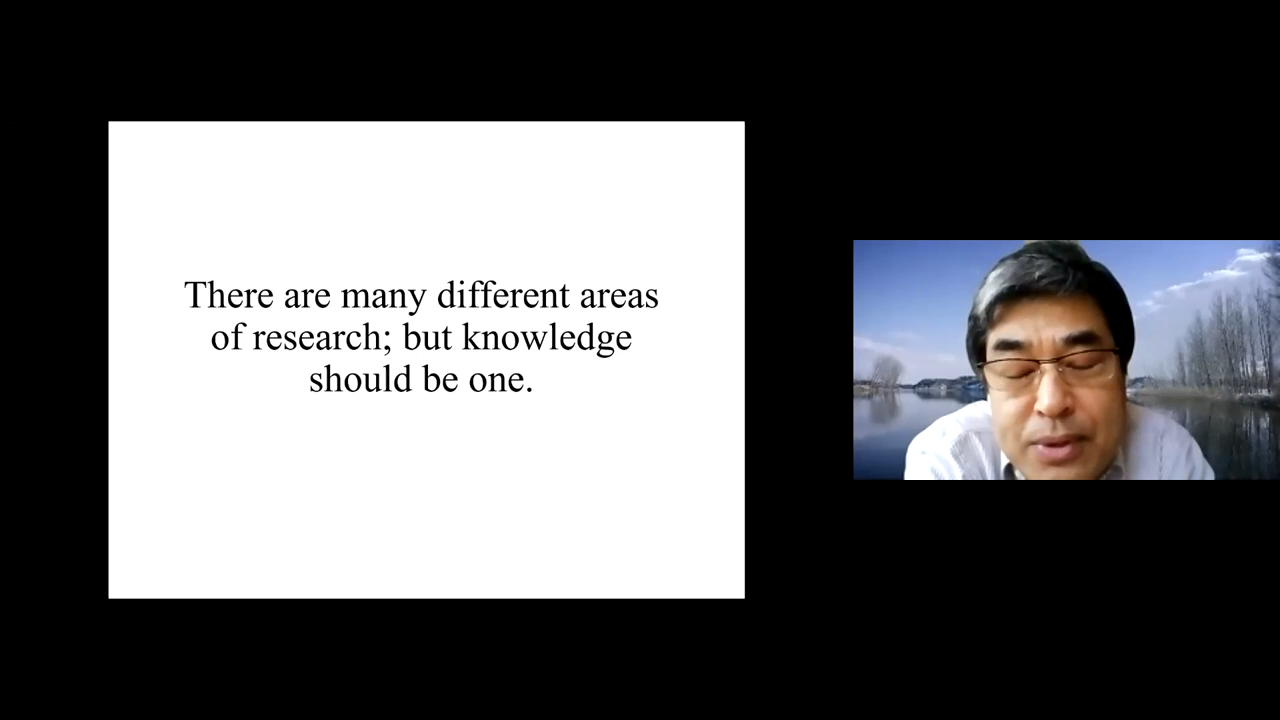 There are many different areas
of research; but knowledge
should be one.